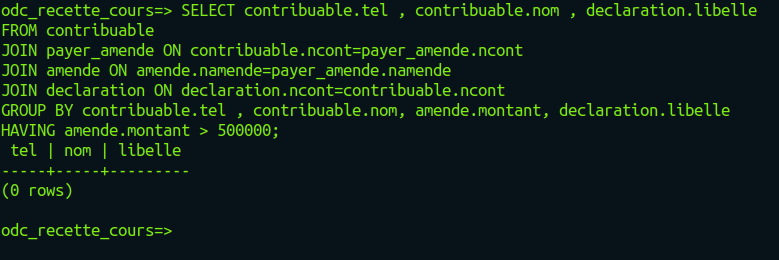 odc_recette_cours=> SELECT contribuable.tel , contribuable.nom , declaration.libelle
FROM contribuable
JOIN payer_amende ON contribuable.ncont=payer_amende.ncont
JOIN amende ON amende.namende=payer_amende.namende
JOIN declaration ON declaration.ncont=contribuable.ncont
GROUP BY contribuable.tel , contribuable.nom, amende.montant, declaration.libelle
HAVING amende.montant > 500000;
 tel | nom | libelle
-----+-----+---------
(0 rows)
odc_recette_cours=>